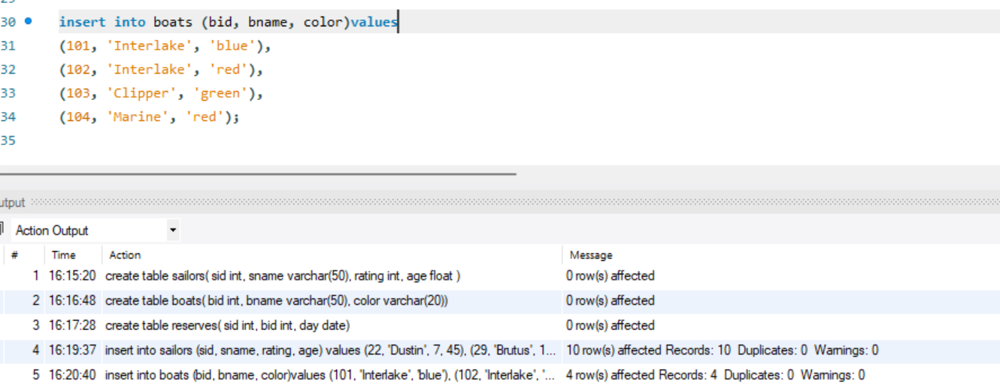 29
30 insert into boats (bid, bname, color)values
31 (101, 'Interlake', 'blue'),
32 (102, 'Interlake', 'red'),
33 (103, 'Clipper', 'green'),
34 (104, 'Marine', 'red');
35
utput
Action Output
# Time Action Message
1 16:15:20 create table sailors( sid int, sname varchar(50), rating int, age float ) 0 row(s) affected
2 16:16:48 create table boats( bid int, bname varchar(50), color varchar(20)) 0 row(s) affected
3 16:17:28 create table reserves( sid int, bid int, day date) 0 row(s) affected
4 16:19:37 insert into sailors (sid, sname, rating, age) values (22, 'Dustin', 7, 45), (29, 'Brutus', 1... 10 row(s) affected Records: 10 Duplicates: 0 Warnings: 0
5 16:20:40 insert into boats (bid, bname, color)values (101, 'Interlake', 'blue'), (102, 'Interlake', '... 4 row(s) affected Records: 4 Duplicates: 0 Warnings: 0